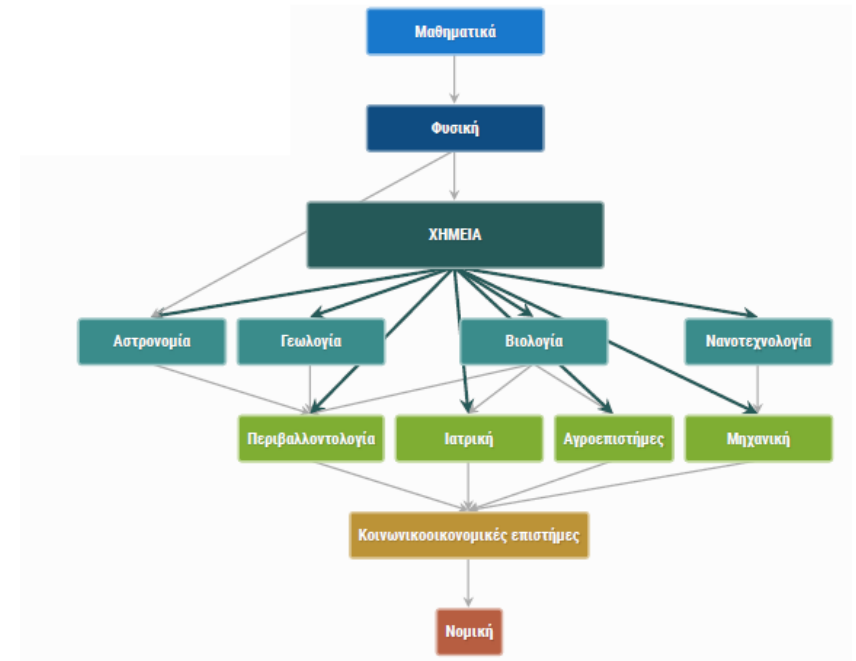 Μαθηματικά
Φυσική
ΧΗΜΕΙΑ
Αστρονομία
Γεωλογία
Βιολογία
Νανοτεχνολογία
Περιβαλλοντολογία
Ιατρική
Αγροεπιστήμες
Μηχανική
Κοινωνικοοικονομικές επιστήμες
Νομική